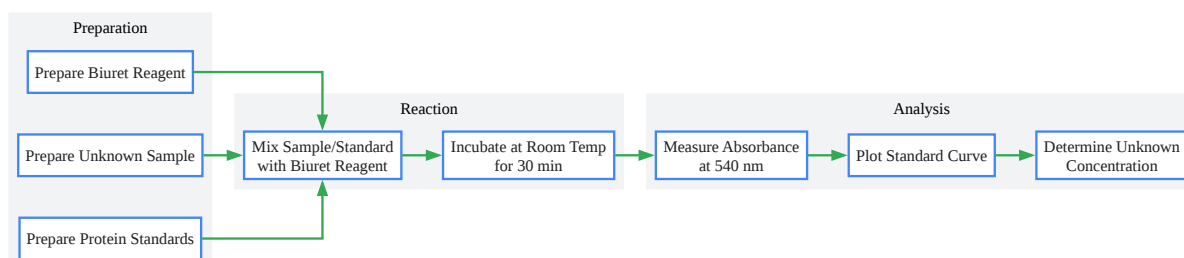 Preparation
Prepare Biuret Reagent
Prepare Unknown Sample
Prepare Protein Standards
Reaction
Mix Sample/Standard
with Biuret Reagent
Incubate at Room Temp
for 30 min
Analysis
Measure Absorbance
at 540 nm
Plot Standard Curve
Determine Unknown
Concentration